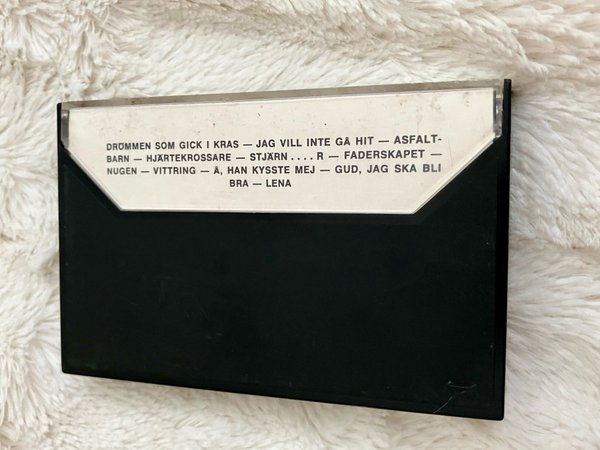 DRÖMMEN SOM GICK I KRAS — JAG VILL INTE GÅ HIT — ASFALT-
BARN — HJÄRTEKROSSARE — STJÄRN....R — FADERSKAPET —
NUGEN — VITTRING — Å, HAN KYSSTE MEJ — GUD, JAG SKA BLI
BRA — LENA